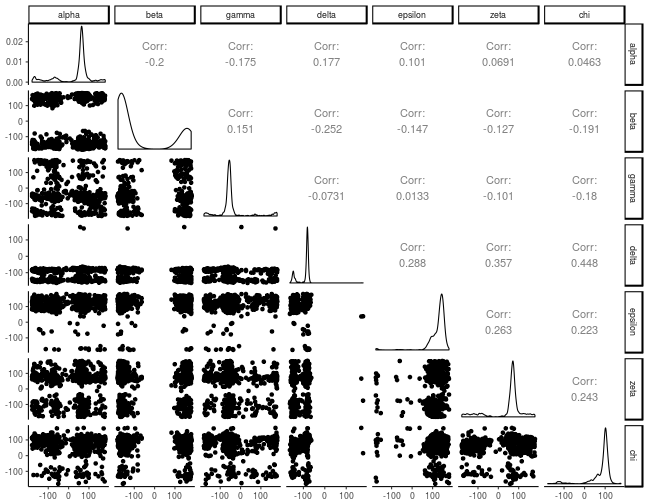 alpha beta gamma delta epsilon zeta chi
0.02 Corr: Corr: Corr: Corr: Corr: Corr: alpha
0.01 -0.2 -0.175 0.177 0.101 0.0691 0.0463
0.00
100 Corr: Corr: Corr: Corr: Corr: beta
0 0.151 -0.252 -0.147 -0.127 -0.191
-100
100 Corr: Corr: Corr: Corr: gamma
0 -0.0731 0.0133 -0.101 -0.18
-100
100 Corr: Corr: Corr: delta
0 0.288 0.357 0.448
-100
100 Corr: Corr: epsilon
0 0.263 0.223
-100
100 Corr: zeta
0 0.243
-100
100 chi
0
-100
-100 0 100 -100 0 100 -100 0 100 -100 0 100 -100 0 100 -100 0 100 -100 0 100